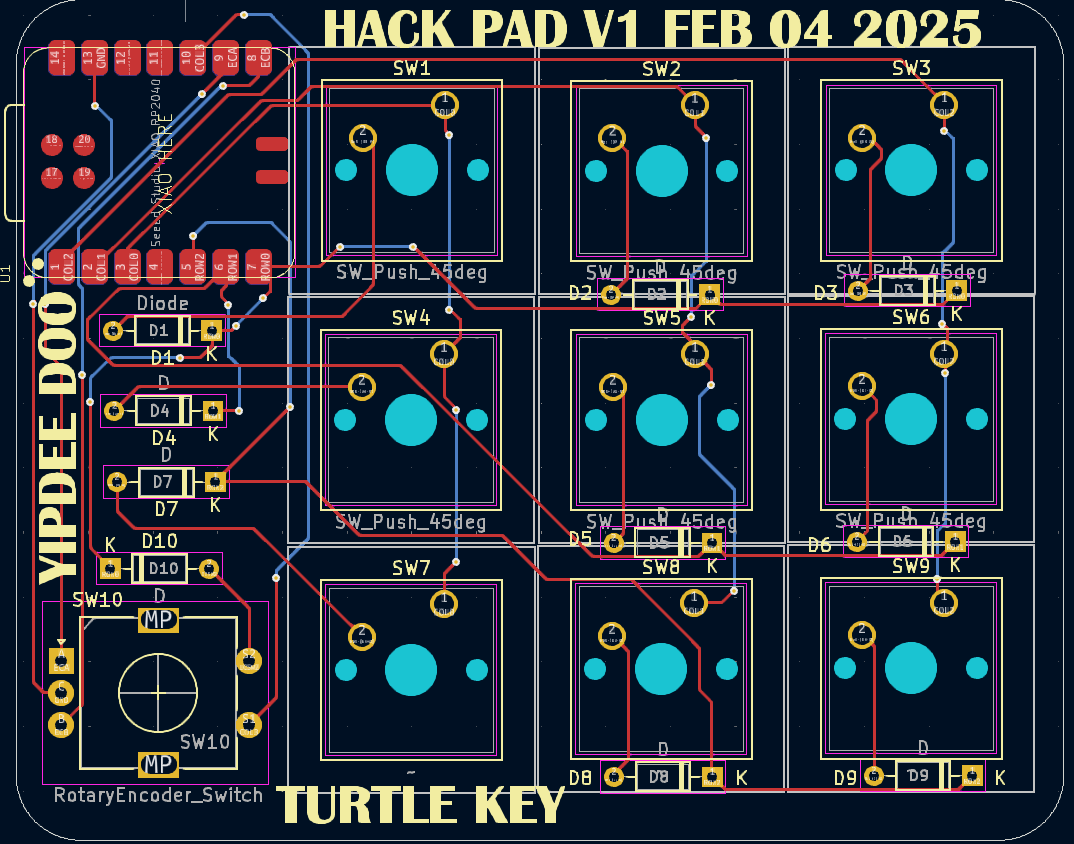 HACK PAD V1 FEB 04 2025
14
13
GND
12
11
10
COL3
9
ECA
8
ECB
SW1
SW2
SW3
1
2
1
2
1
2
18
20
17
19
Seeed Studio XIAO RP2040
XIAO HERE
U1
1
COL2
2
COL1
3
COL0
4
5
ROW2
6
ROW1
7
ROW0
SW_Push_45deg
SW_Push_45deg
SW_Push_45deg
D
D
D2
D2
K
D3
D3
K
Diode
D1
D1
K
SW4
SW5
SW6
1
2
1
2
1
2
D
D4
D4
K
D
D7
D7
K
YIPDEE DOO
SW_Push_45deg
SW_Push_45deg
SW_Push_45deg
D
D
D5
D5
K
D6
D6
K
K
D10
D10
D
SW7
SW8
SW9
1
2
1
2
1
2
SW10
MP
A
ECA
C
GND
B
ECB
S2
S1
SW10
MP
RotaryEncoder_Switch
~
D
D
D8
D8
K
D9
D9
K
TURTLE KEY